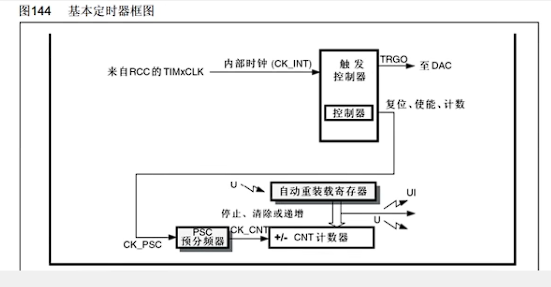 图144 基本定时器框图
来自RCC的TIMxCLK
内部时钟 (CK_INT)
触发
控制器
TRGO
至DAC
控制器
复位、使能、计数
U
自动重装载寄存器
UI
停止、清除或递增
U
CK_PSC
PSC
预分频器
CK_CNT
+/- CNT计数器